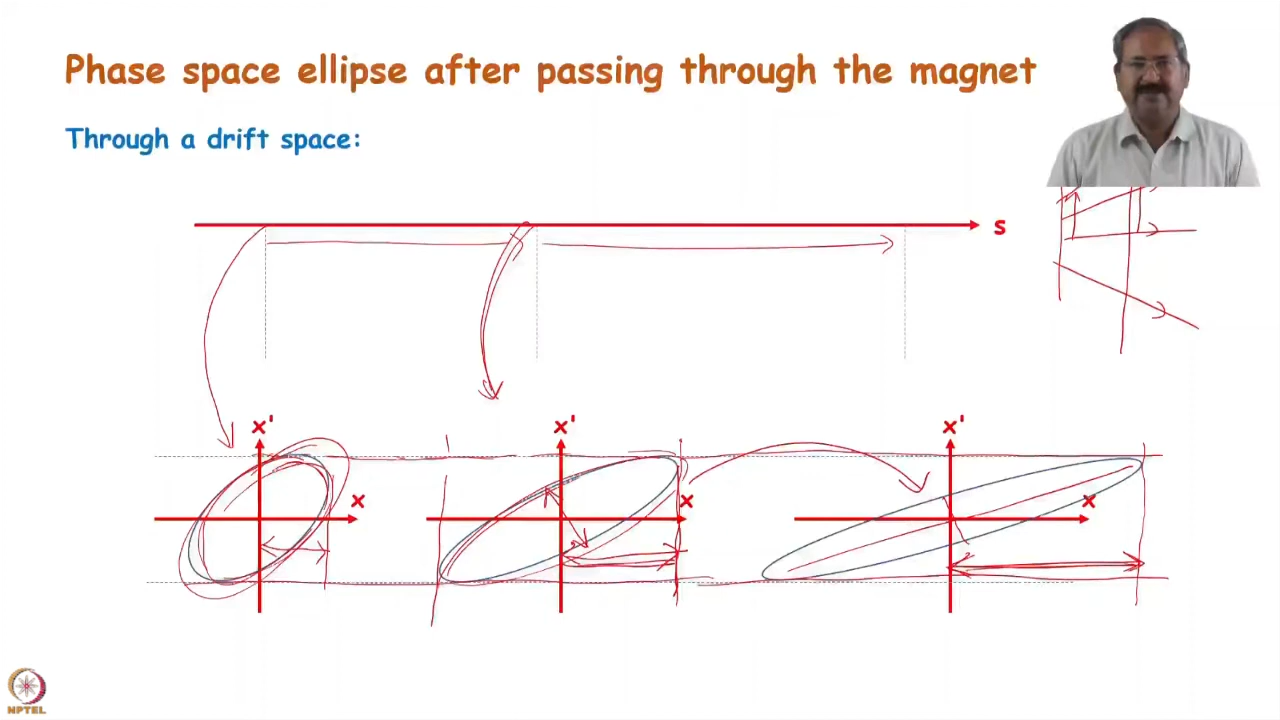 Phase space ellipse after passing through the magnet
Through a drift space:
s
x' x' x'
x x x
NPTEL